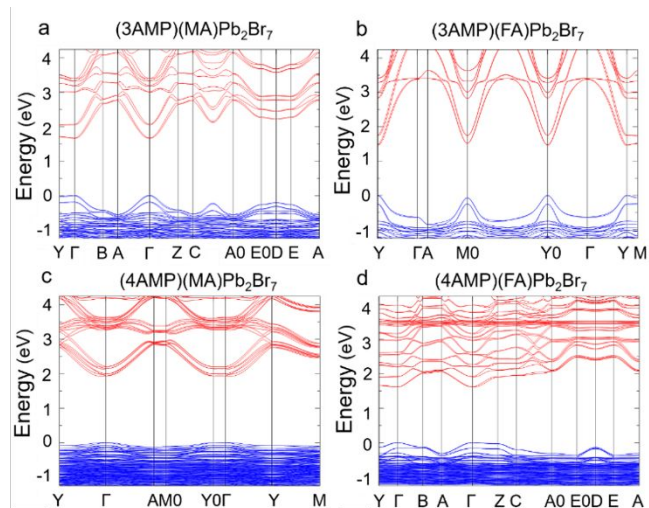 a (3AMP)(MA)Pb₂Br₇
Energy (eV)
4
3
2
1
0
-1
Y Γ B A Γ Z C A0 E0D E A
b (3AMP)(FA)Pb₂Br₇
Energy (eV)
4
3
2
1
0
-1
Y ΓA M0 Y0 Γ Y M
c (4AMP)(MA)Pb₂Br₇
Energy (eV)
4
3
2
1
0
-1
Y Γ AM0 Y0Γ Y M
d (4AMP)(FA)Pb₂Br₇
Energy (eV)
4
3
2
1
0
-1
Y Γ B A Γ Z C A0 E0D E A